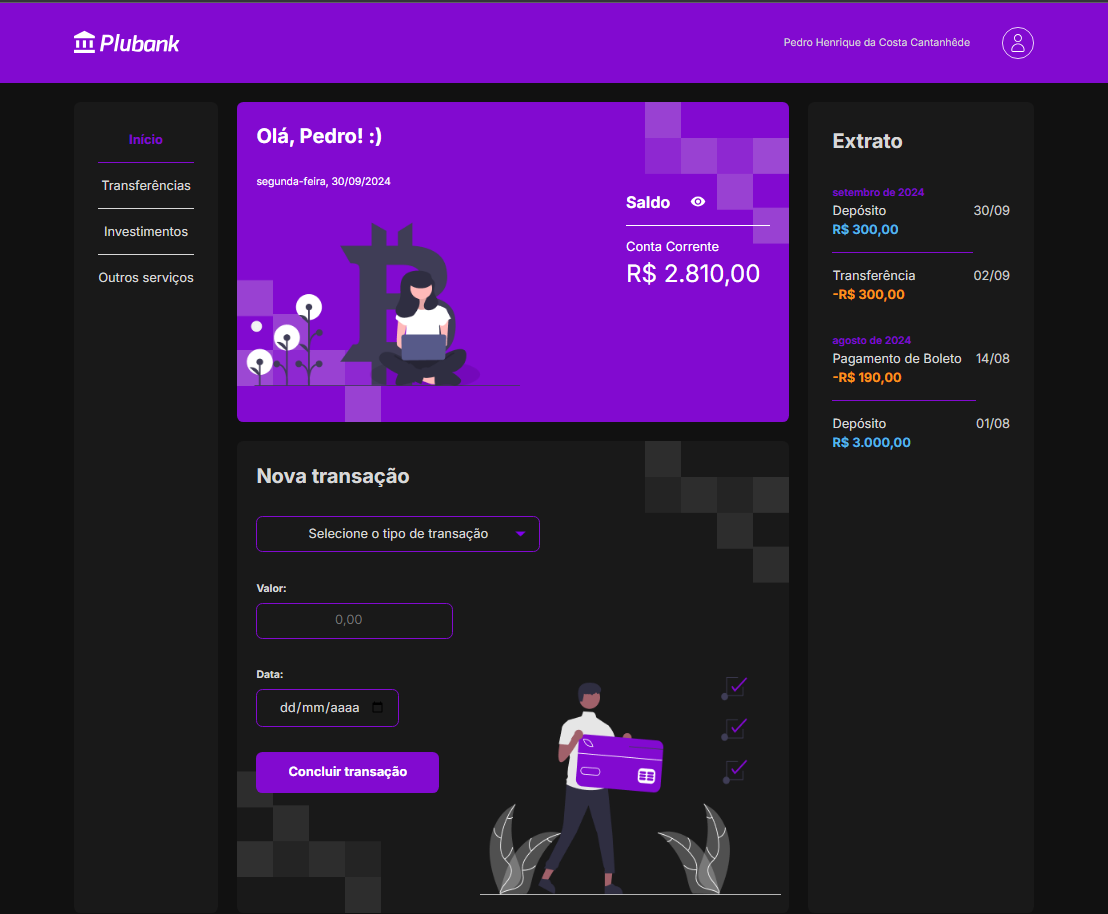 Plubank
Pedro Henrique da Costa Cantanhêde
Início
Transferências
Investimentos
Outros serviços
Olá, Pedro! :)
segunda-feira, 30/09/2024
Saldo
Conta Corrente
R$ 2.810,00
Nova transação
Selecione o tipo de transação
Valor:
0,00
Data:
dd/mm/aaaa
Concluir transação
Extrato
setembro de 2024
Depósito 30/09
R$ 300,00
Transferência 02/09
-R$ 300,00
agosto de 2024
Pagamento de Boleto 14/08
-R$ 190,00
Depósito 01/08
R$ 3.000,00